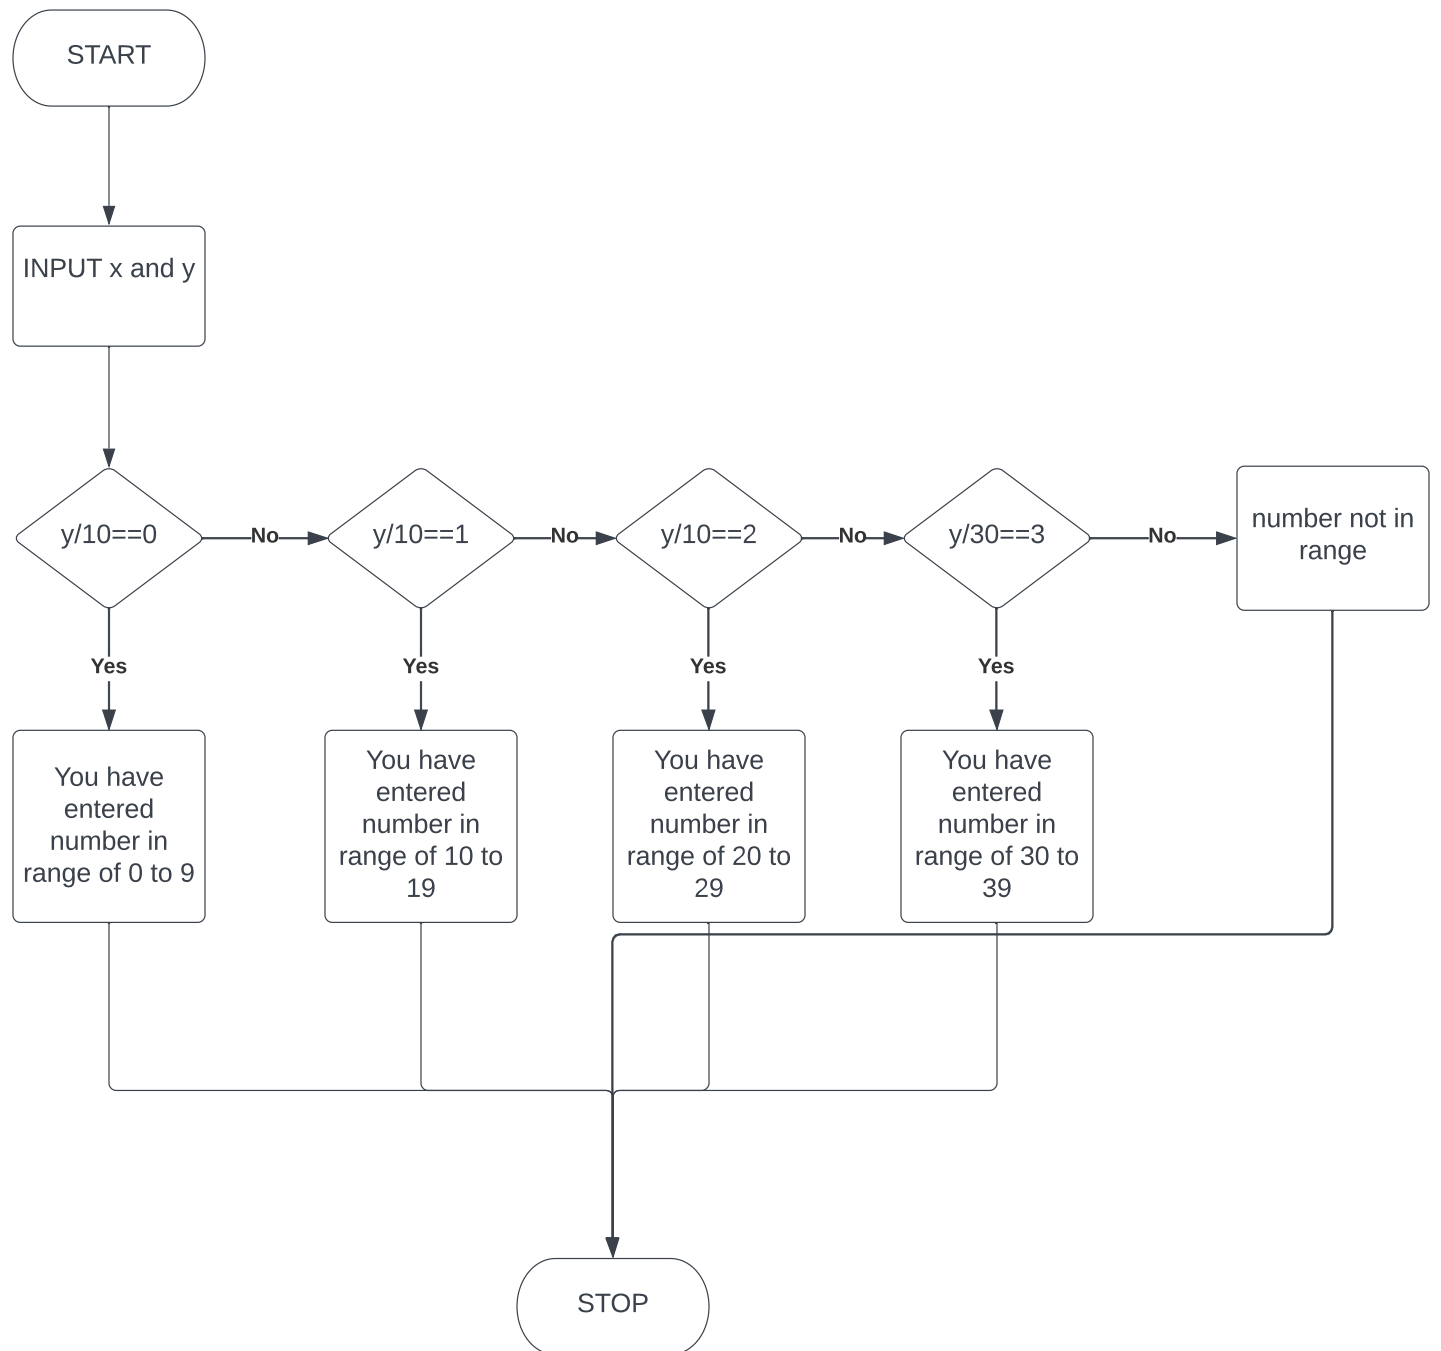 START
INPUT x and y
y/10==0
No
y/10==1
No
y/10==2
No
y/30==3
No
number not in
range
Yes
Yes
Yes
Yes
You have
entered
number in
range of 0 to 9
You have
entered
number in
range of 10 to
19
You have
entered
number in
range of 20 to
29
You have
entered
number in
range of 30 to
39
STOP